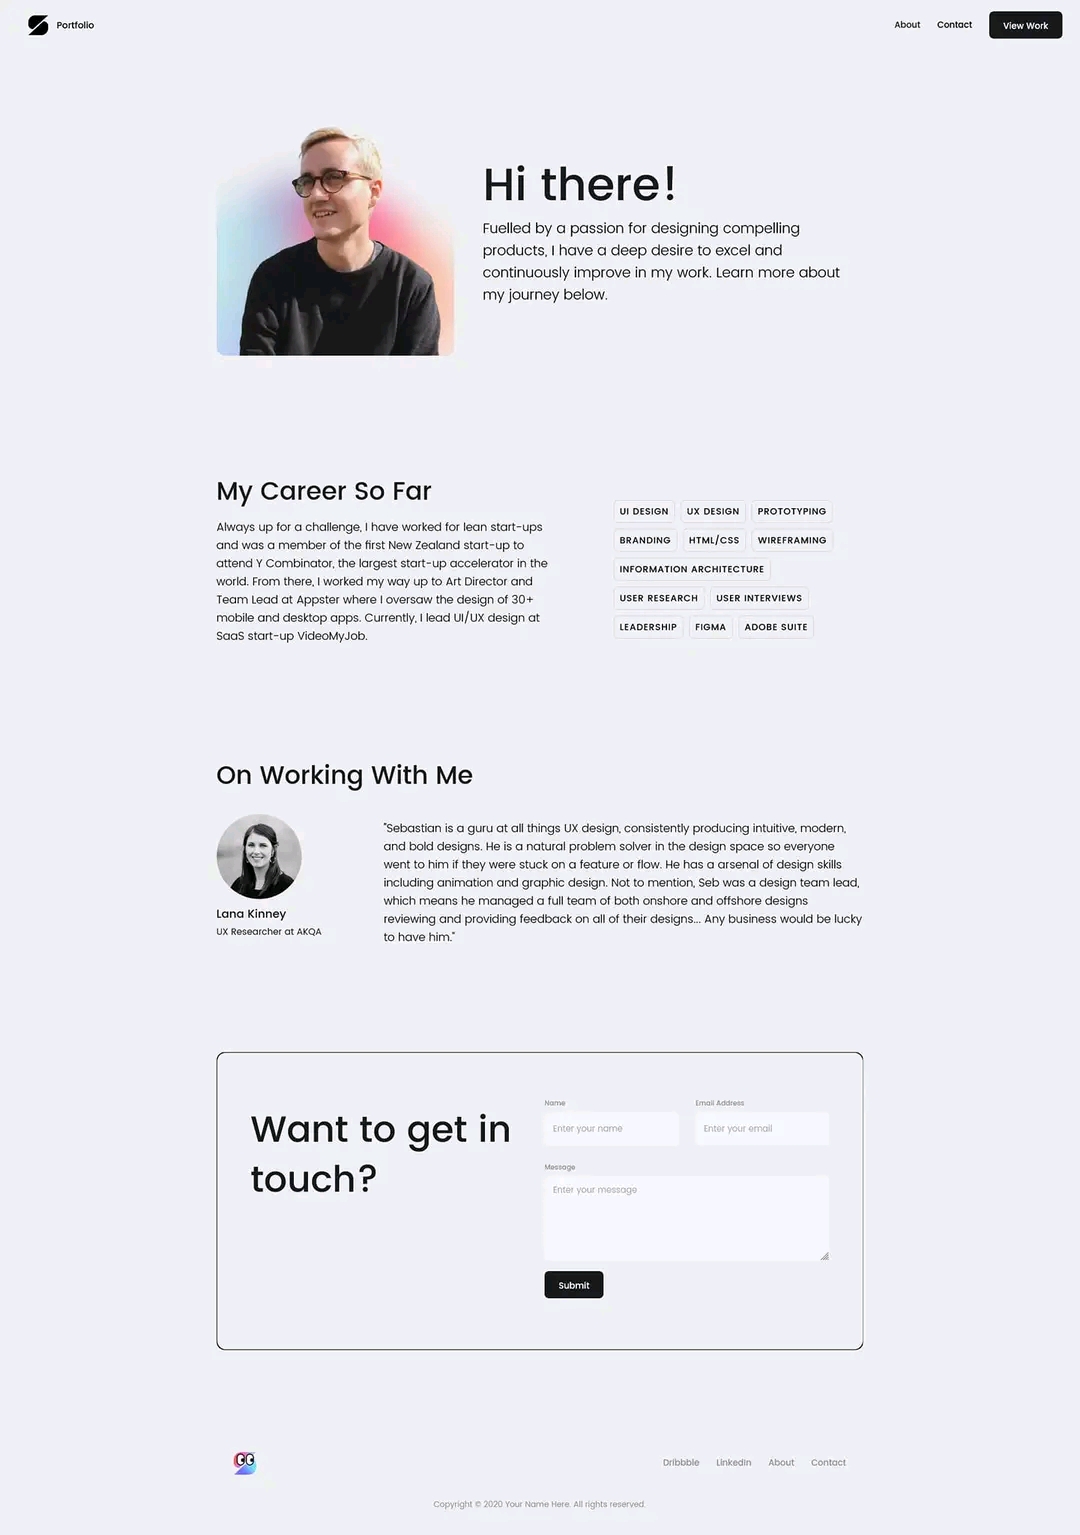 Portfolio
About
Contact
View Work
Hi there!
Fuelled by a passion for designing compelling
products, I have a deep desire to excel and
continuously improve in my work. Learn more about
my journey below.
My Career So Far
Always up for a challenge, I have worked for lean start-ups
and was a member of the first New Zealand start-up to
attend Y Combinator, the largest start-up accelerator in the
world. From there, I worked my way up to Art Director and
Team Lead at Appster where I oversaw the design of 30+
mobile and desktop apps. Currently, I lead UI/UX design at
SaaS start-up VideoMyJob.
UI DESIGN UX DESIGN PROTOTYPING
BRANDING HTML/CSS WIREFRAMING
INFORMATION ARCHITECTURE
USER RESEARCH USER INTERVIEWS
LEADERSHIP FIGMA ADOBE SUITE
On Working With Me
Lana Kinney
UX Researcher at AKQA
"Sebastian is a guru at all things UX design, consistently producing intuitive, modern,
and bold designs. He is a natural problem solver in the design space so everyone
went to him if they were stuck on a feature or flow. He has a arsenal of design skills
including animation and graphic design. Not to mention, Seb was a design team lead,
which means he managed a full team of both onshore and offshore designs
reviewing and providing feedback on all of their designs... Any business would be lucky
to have him."
Want to get in
touch?
Name
Email Address
Enter your name
Enter your email
Message
Enter your message
Submit
Dribbble LinkedIn About Contact
Copyright © 2020 Your Name Here. All rights reserved.